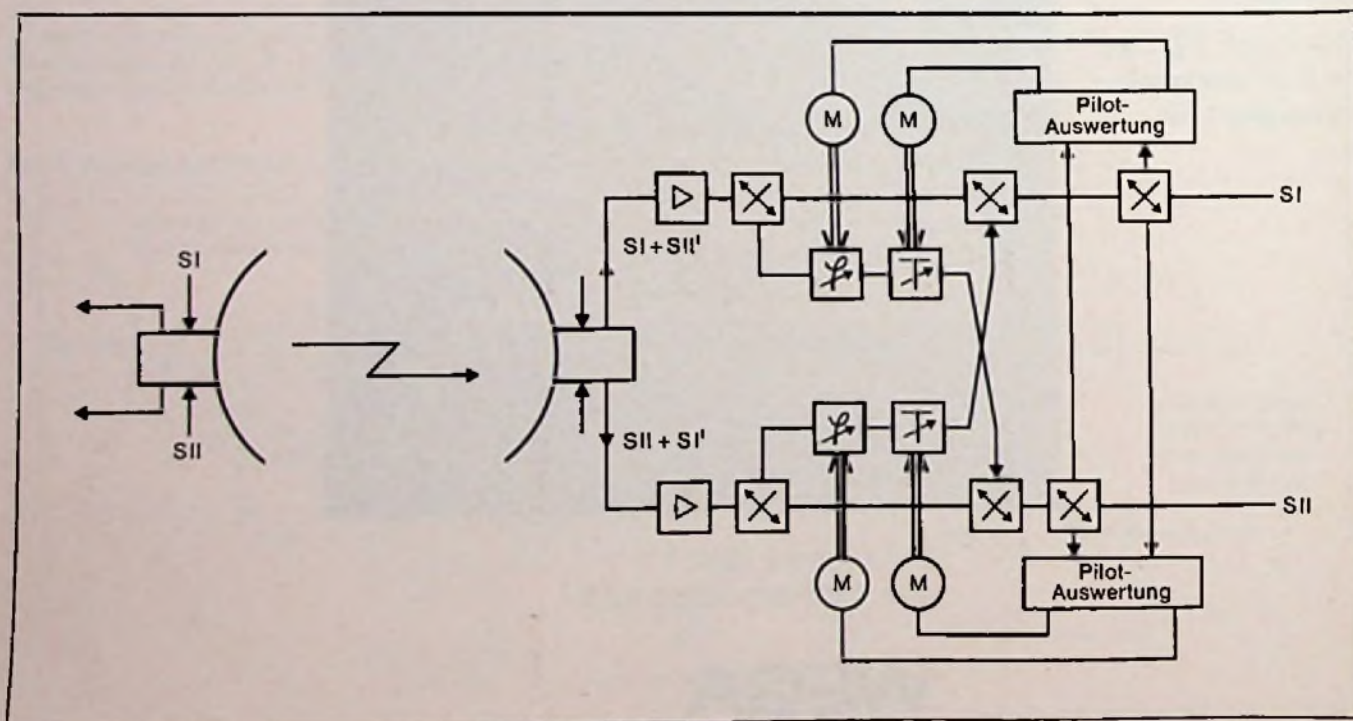 Pilot-
Auswertung
M
M
SI
SI + SII'
SI
φ
T
SII
φ
T
SII + SI'
SII
M
M
Pilot-
Auswertung